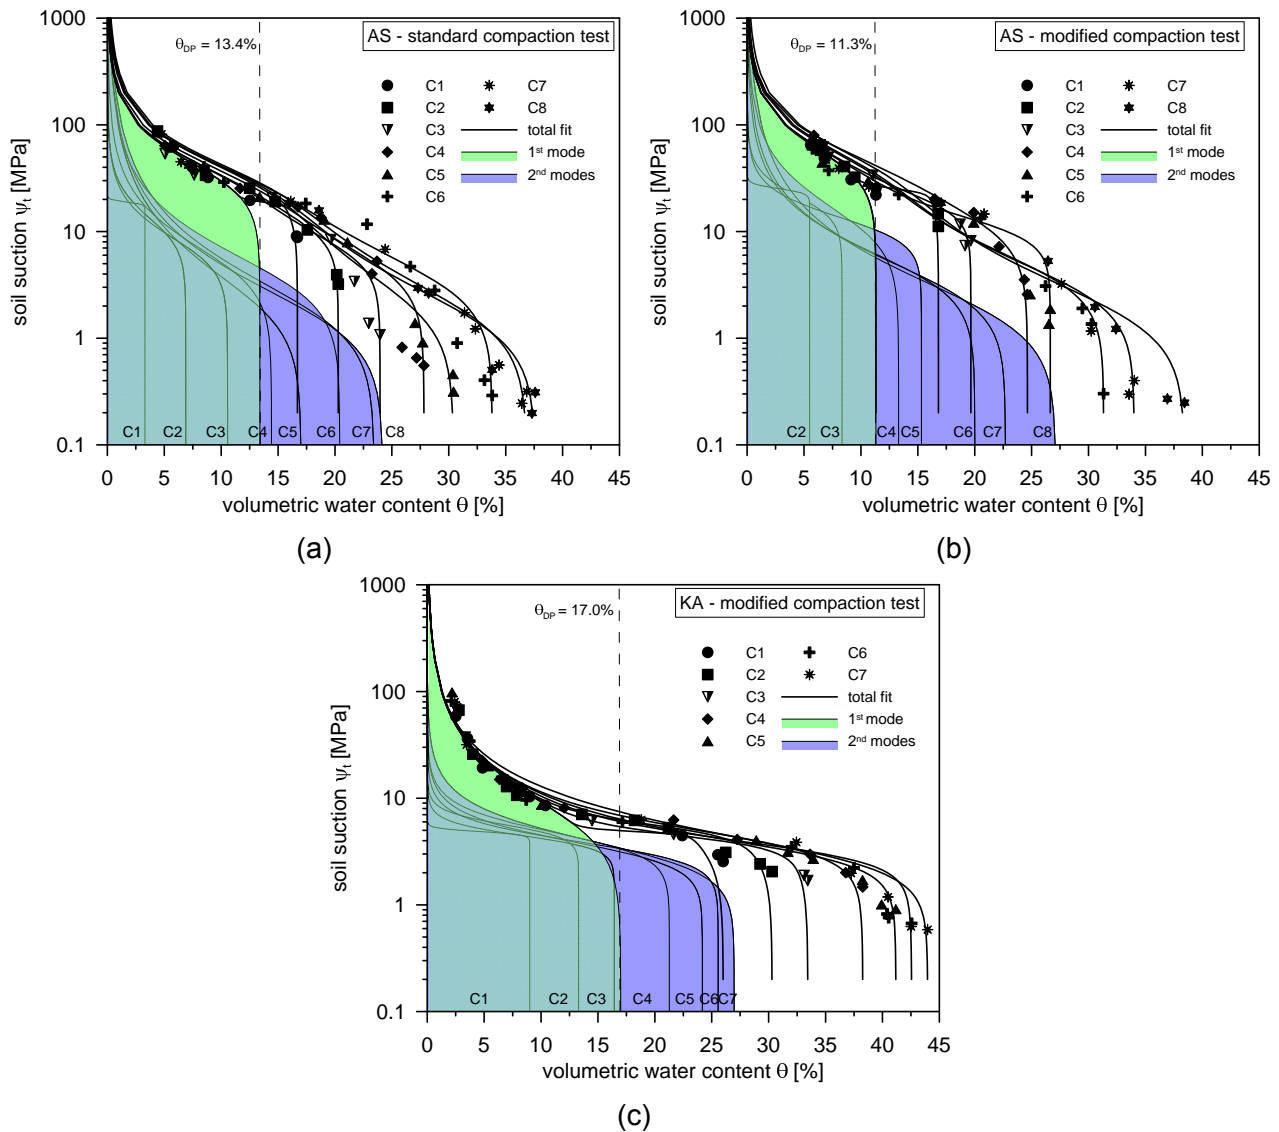 AS - standard compaction test
θDP = 13.4%
C1
C2
C3
C4
C5
C6
C7
C8
total fit
1st mode
2nd modes
1000
100
10
1
0.1
soil suction ψt [MPa]
C1 C2 C3 C4 C5 C6 C7 C8
0 5 10 15 20 25 30 35 40 45
volumetric water content θ [%]
(a)
AS - modified compaction test
θDP = 11.3%
C1
C2
C3
C4
C5
C6
C7
C8
total fit
1st mode
2nd modes
1000
100
10
1
0.1
soil suction ψt [MPa]
C2 C3 C4 C5 C6 C7 C8
0 5 10 15 20 25 30 35 40 45
volumetric water content θ [%]
(b)
KA - modified compaction test
θDP = 17.0%
C1
C2
C3
C4
C5
C6
C7
total fit
1st mode
2nd modes
1000
100
10
1
0.1
soil suction ψt [MPa]
C1 C2 C3 C4 C5 C6 C7
0 5 10 15 20 25 30 35 40 45
volumetric water content θ [%]
(c)